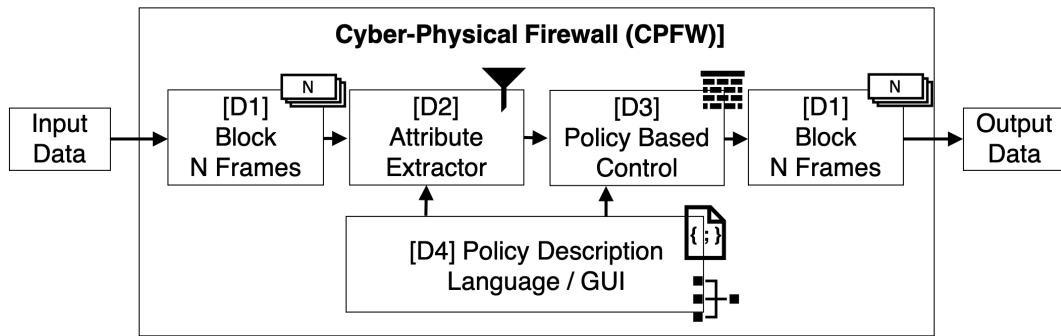 Cyber-Physical Firewall (CPFW)]
Input
Data
N
[D1]
Block
N Frames
[D2]
Attribute
Extractor
[D3]
Policy Based
Control
N
[D1]
Block
N Frames
Output
Data
[D4] Policy Description
Language / GUI
{ ; }